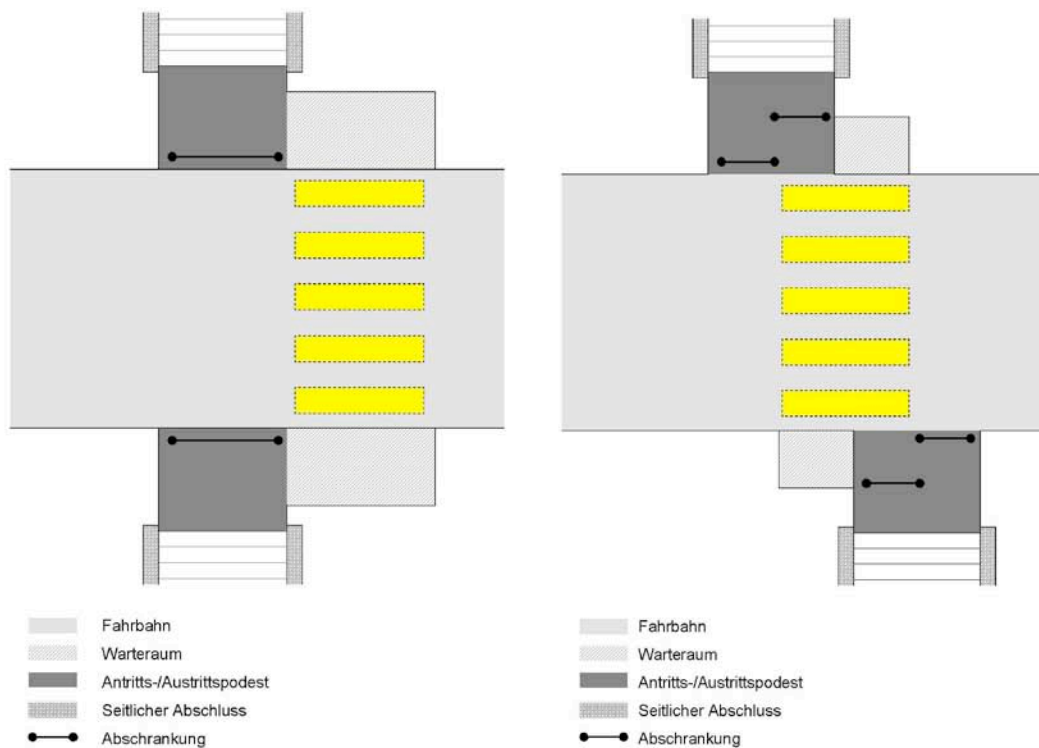 Fahrbahn
Warteraum
Antritts-/Austrittspodest
Seitlicher Abschluss
Abschrankung
Fahrbahn
Warteraum
Antritts-/Austrittspodest
Seitlicher Abschluss
Abschrankung